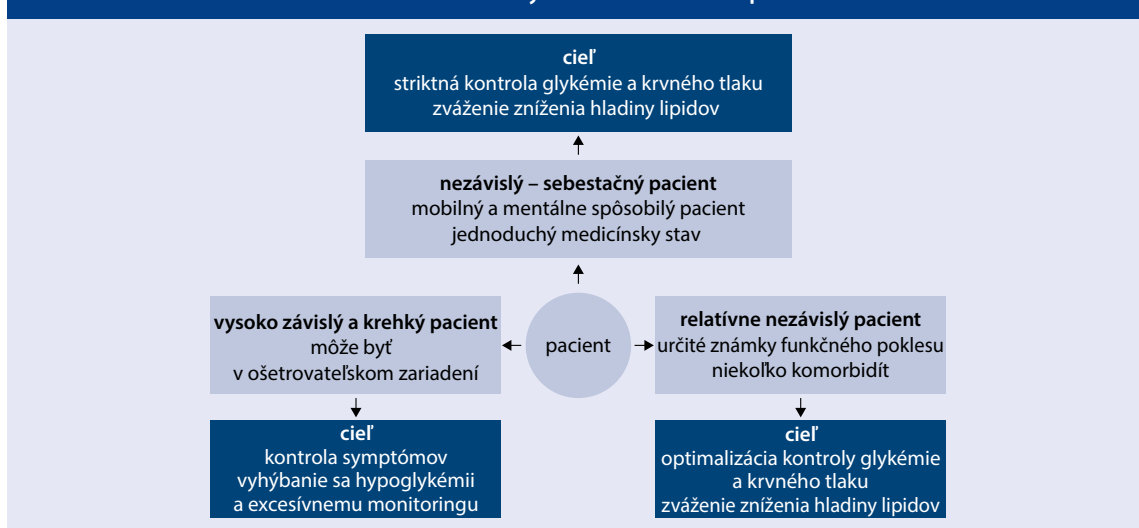 cieľ
striktná kontrola glykémie a krvného tlaku
zváženie zníženia hladiny lipidov
nezávislý – sebestačný pacient
mobilný a mentálne spôsobilý pacient
jednoduchý medicínsky stav
vysoko závislý a krehký pacient
môže byť
v ošetrovateľskom zariadení
pacient
relatívne nezávislý pacient
určité známky funkčného poklesu
niekoľko komorbidít
cieľ
kontrola symptómov
vyhýbanie sa hypoglykémii
a excesívnemu monitoringu
cieľ
optimalizácia kontroly glykémie
a krvného tlaku
zváženie zníženia hladiny lipidov